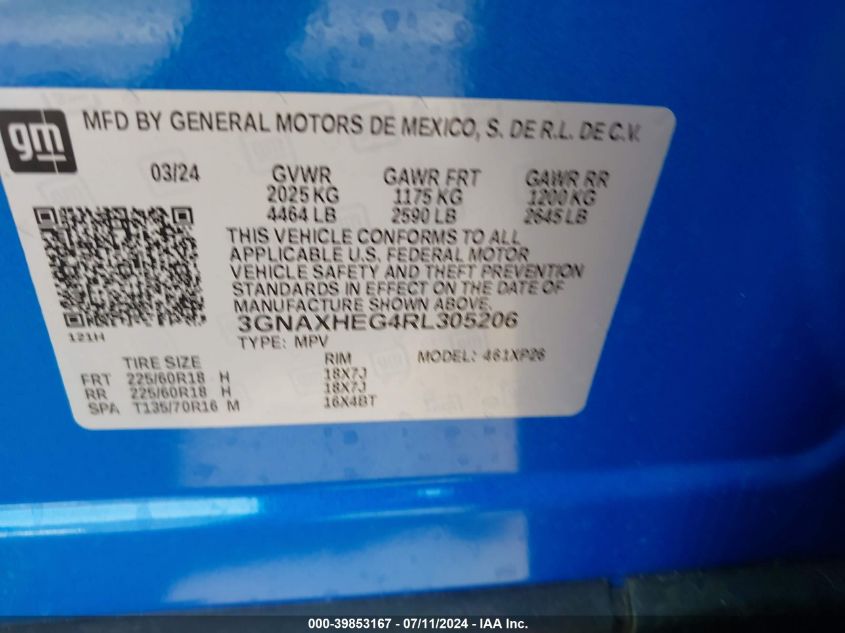 gm
MFD BY GENERAL MOTORS DE MEXICO, S. DE R.L. DE C.V.
03/24 GVWR GAWR FRT GAWR RR
2025 KG 1175 KG 1200 KG
4464 LB 2590 LB 2645 LB
THIS VEHICLE CONFORMS TO ALL
APPLICABLE U.S. FEDERAL MOTOR
VEHICLE SAFETY AND THEFT PREVENTION
STANDARDS IN EFFECT ON THE DATE OF
MANUFACTURE SHOWN ABOVE.
3GNAXHEG4RL305206
121H
TYPE: MPV MODEL: 461XP26
TIRE SIZE RIM
FRT 225/60R18 H 18X7J
RR 225/60R18 H 18X7J
SPA T135/70R16 M 16X4BT
000-39853167 - 07/11/2024 - IAA Inc.